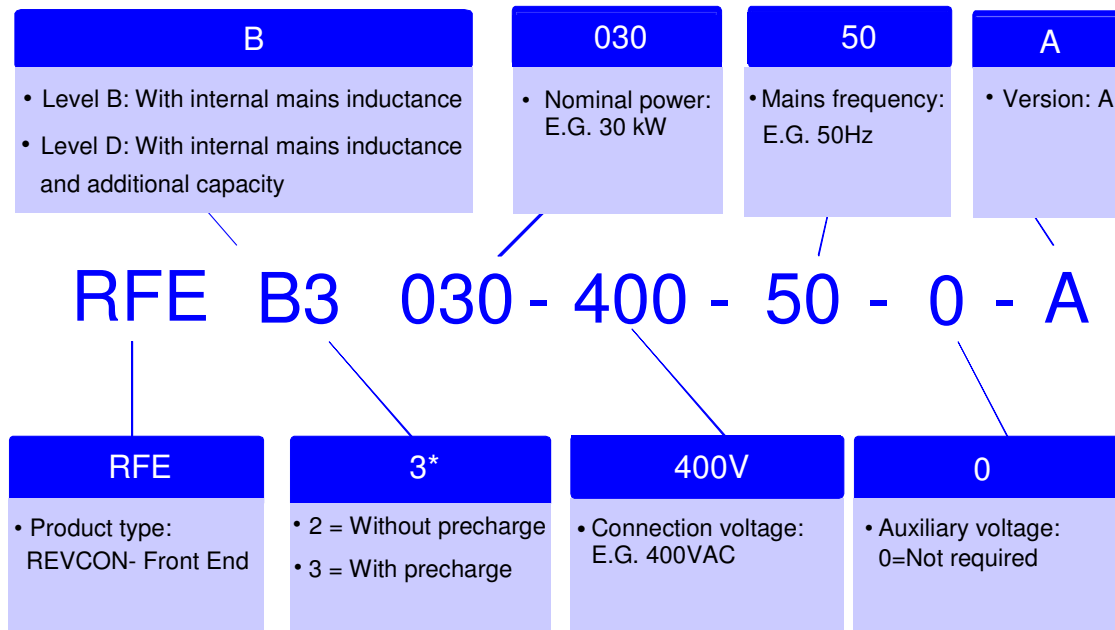 B
• Level B: With internal mains inductance
• Level D: With internal mains inductance
and additional capacity
030
• Nominal power:
E.G. 30 kW
50
• Mains frequency:
E.G. 50Hz
A
• Version: A
RFE B3 030 - 400 - 50 - 0 - A
RFE
• Product type:
REVCON- Front End
3*
• 2 = Without precharge
• 3 = With precharge
400V
• Connection voltage:
E.G. 400VAC
0
• Auxiliary voltage:
0=Not required